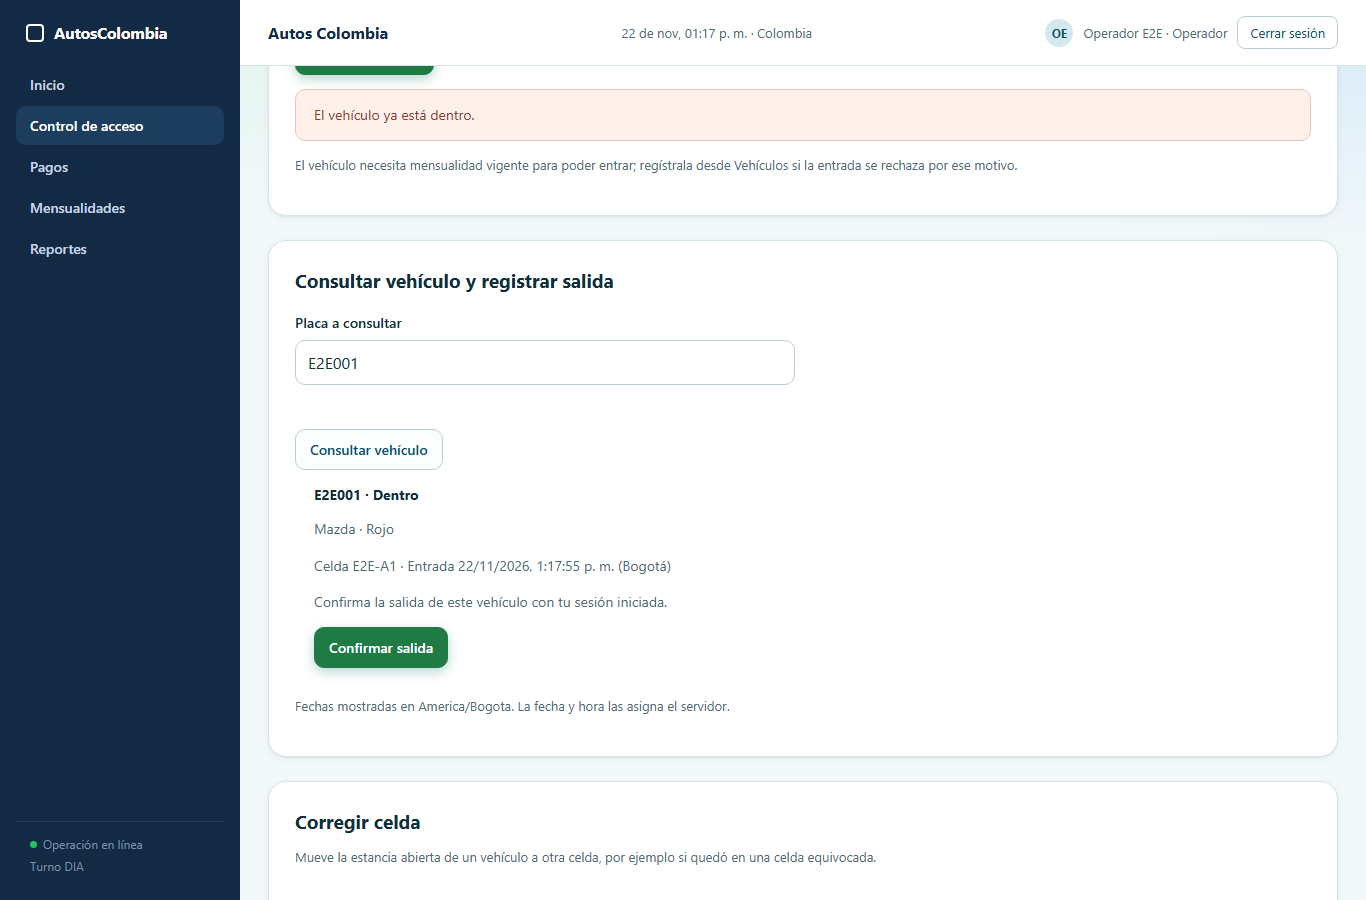 AutosColombia
Inicio
Control de acceso
Pagos
Mensualidades
Reportes
Operación en línea
Turno DIA
Autos Colombia
22 de nov, 01:17 p. m. · Colombia
OE
Operador E2E · Operador
Cerrar sesión
El vehículo ya está dentro.
El vehículo necesita mensualidad vigente para poder entrar; regístrala desde Vehículos si la entrada se rechaza por ese motivo.
Consultar vehículo y registrar salida
Placa a consultar
E2E001
Consultar vehículo
E2E001 · Dentro
Mazda · Rojo
Celda E2E-A1 · Entrada 22/11/2026, 1:17:55 p. m. (Bogotá)
Confirma la salida de este vehículo con tu sesión iniciada.
Confirmar salida
Fechas mostradas en America/Bogota. La fecha y hora las asigna el servidor.
Corregir celda
Mueve la estancia abierta de un vehículo a otra celda, por ejemplo si quedó en una celda equivocada.